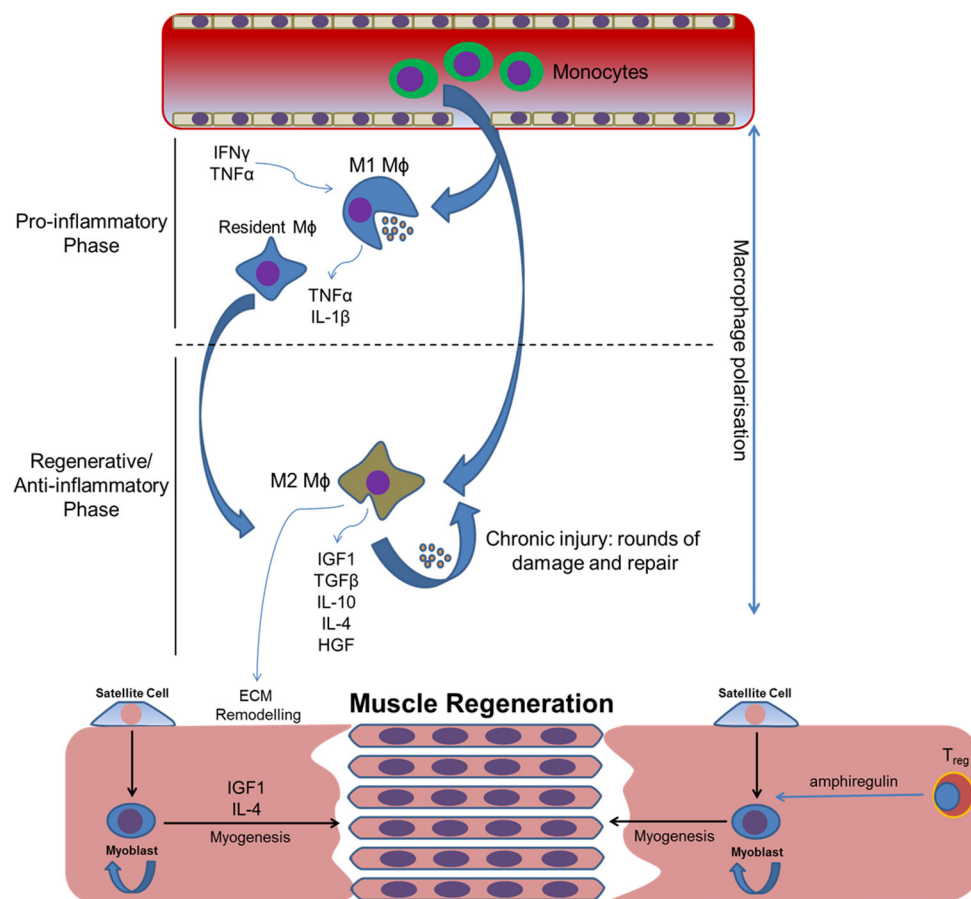 Monocytes
IFNγ
TNFα
M1 Mϕ
Pro-inflammatory
Phase
Resident Mϕ
TNFα
IL-1β
Macrophage polarisation
Regenerative/
Anti-inflammatory
Phase
M2 Mϕ
IGF1
TGFβ
IL-10
IL-4
HGF
Chronic injury: rounds of
damage and repair
Satellite Cell
ECM
Remodelling
Muscle Regeneration
Satellite Cell
IGF1
IL-4
Myogenesis
Myoblast
Myogenesis
amphiregulin
Treg
Myoblast